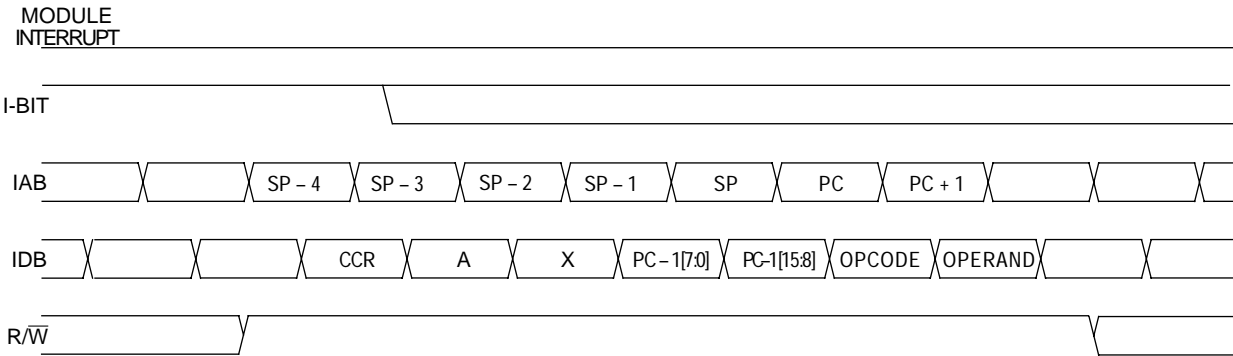 MODULE
INTERRUPT
I-BIT
IAB SP – 4 SP – 3 SP – 2 SP – 1 SP PC PC + 1
IDB CCR A X PC – 1[7:0] PC–1[15:8] OPCODE OPERAND
R/W̅